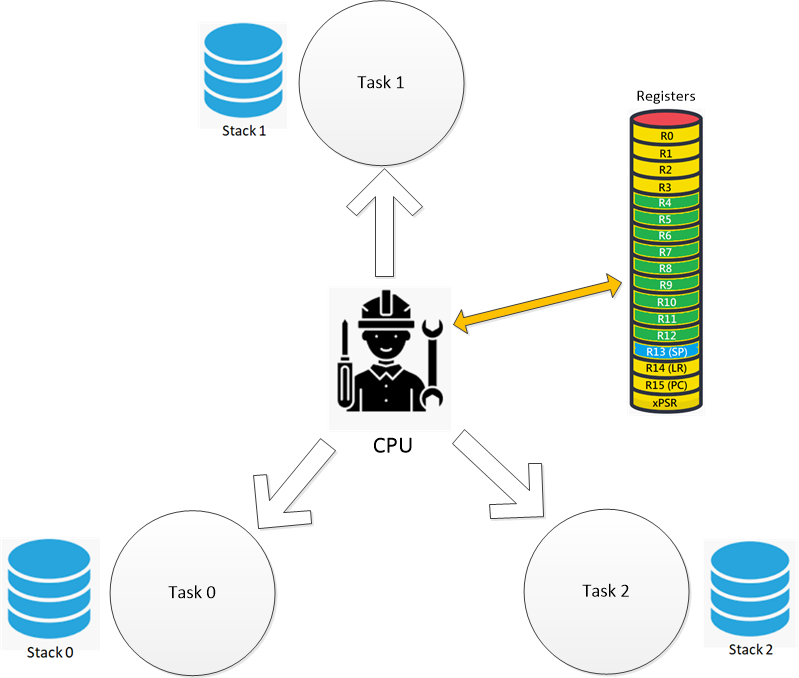 Task 1
Stack 1
Registers
R0
R1
R2
R3
R4
R5
R6
R7
R8
R9
R10
R11
R12
R13 (SP)
R14 (LR)
R15 (PC)
xPSR
CPU
Task 0
Stack 0
Task 2
Stack 2